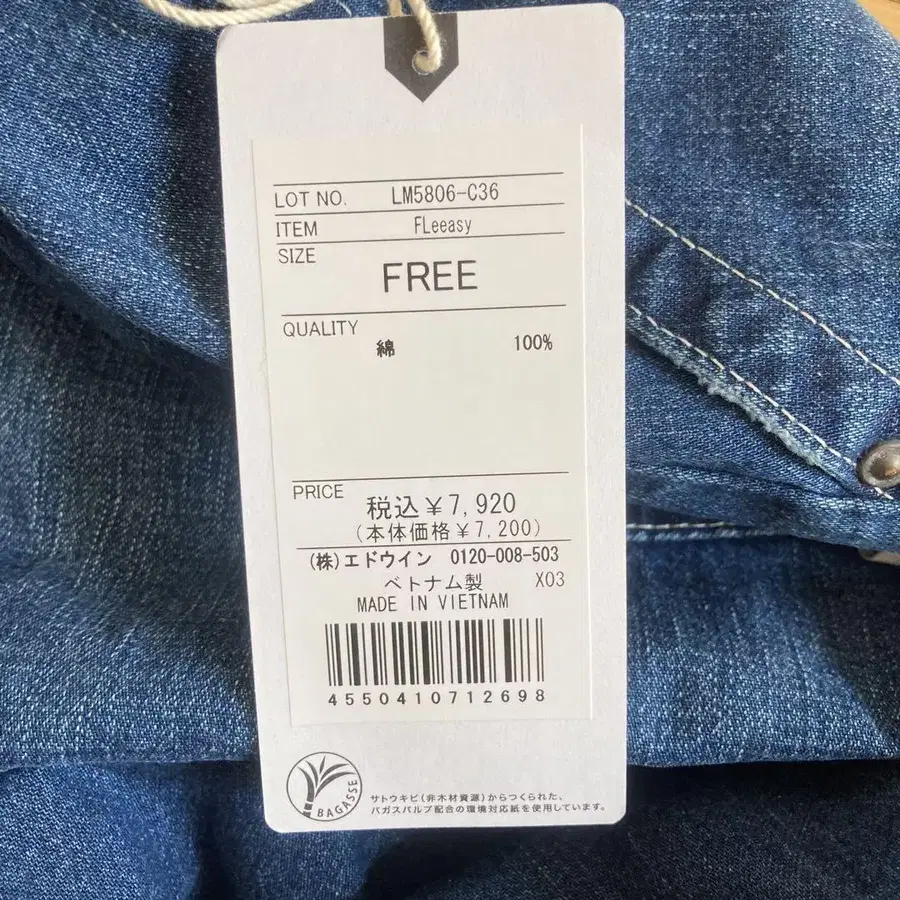 LOT NO. LM5806-C36
ITEM FLeeasy
SIZE
FREE
QUALITY
綿 100%
PRICE
税込¥7,920
(本体価格¥7,200)
(株)エドウイン 0120-008-503
ベトナム製 X03
MADE IN VIETNAM
4550410712698
BAGASSE
サトウキビ(非木材資源)からつくられた、
バガスパルプ配合の環境対応紙を使用しています。